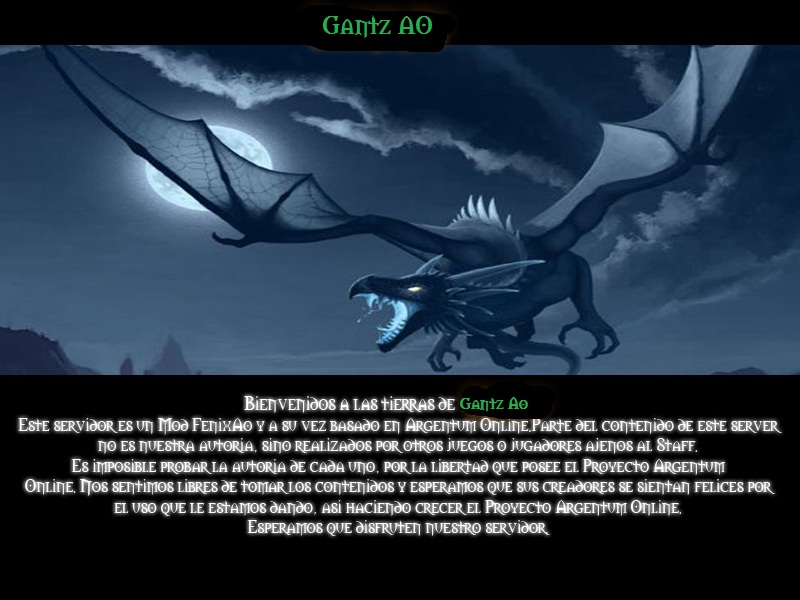 Gantz AO
Bienvenidos a las tierras de Gantz Ao
Este servidor es un Mod FenixAo y a su vez basado en Argentum Online.Parte del contenido de este server
no es nuestra autoria, sino realizados por otros juegos o jugadores ajenos al Staff.
Es imposible probar la autoria de cada uno, por la libertad que posee el Proyecto Argentum
Online. Nos sentimos libres de tomar los contenidos y esperamos que sus creadores se sientan felices por
el uso que le estamos dando, asi haciendo crecer el Proyecto Argentum Online.
Esperamos que disfruten nuestro servidor